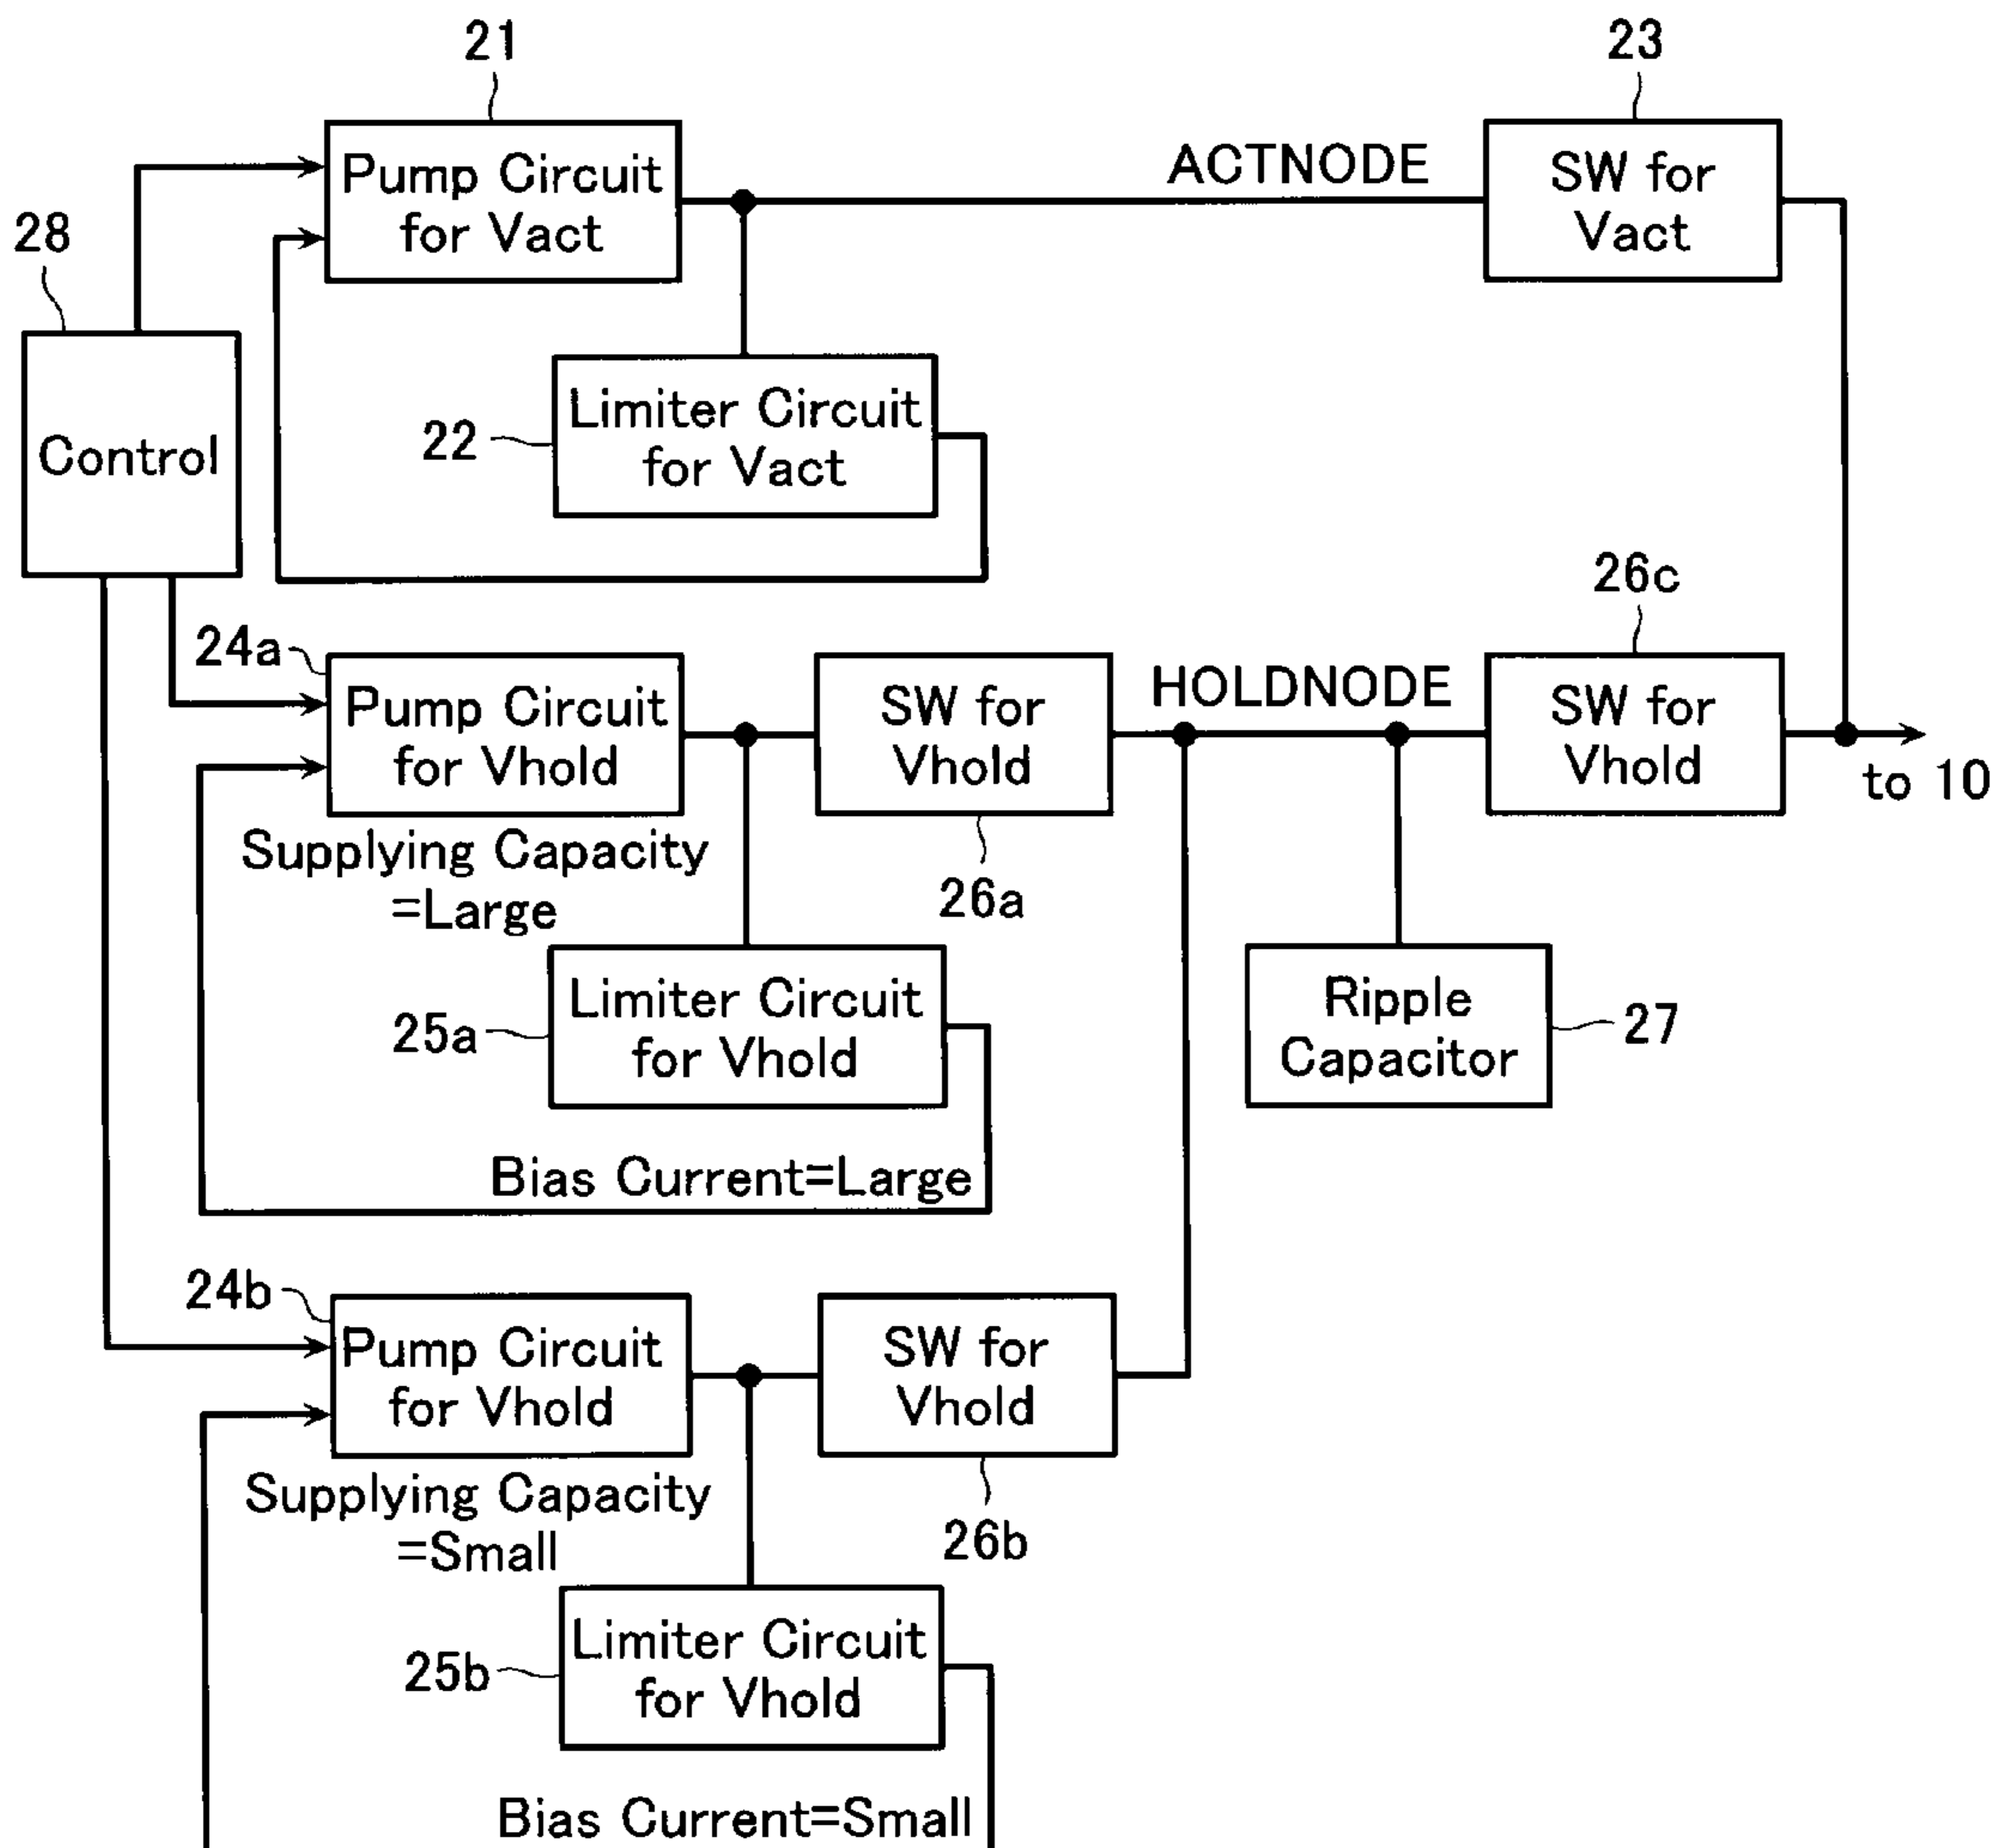 21
23
Pump Circuit
for Vact
ACTNODE
SW for
Vact
28
Control
Limiter Circuit
for Vact
22
26c
24a
Pump Circuit
for Vhold
SW for
Vhold
HOLDNODE
SW for
Vhold
to 10
Supplying Capacity
=Large
26a
Limiter Circuit
for Vhold
25a
Ripple
Capacitor
27
Bias Current=Large
24b
Pump Circuit
for Vhold
SW for
Vhold
Supplying Capacity
=Small
26b
Limiter Circuit
for Vhold
25b
Bias Current=Small